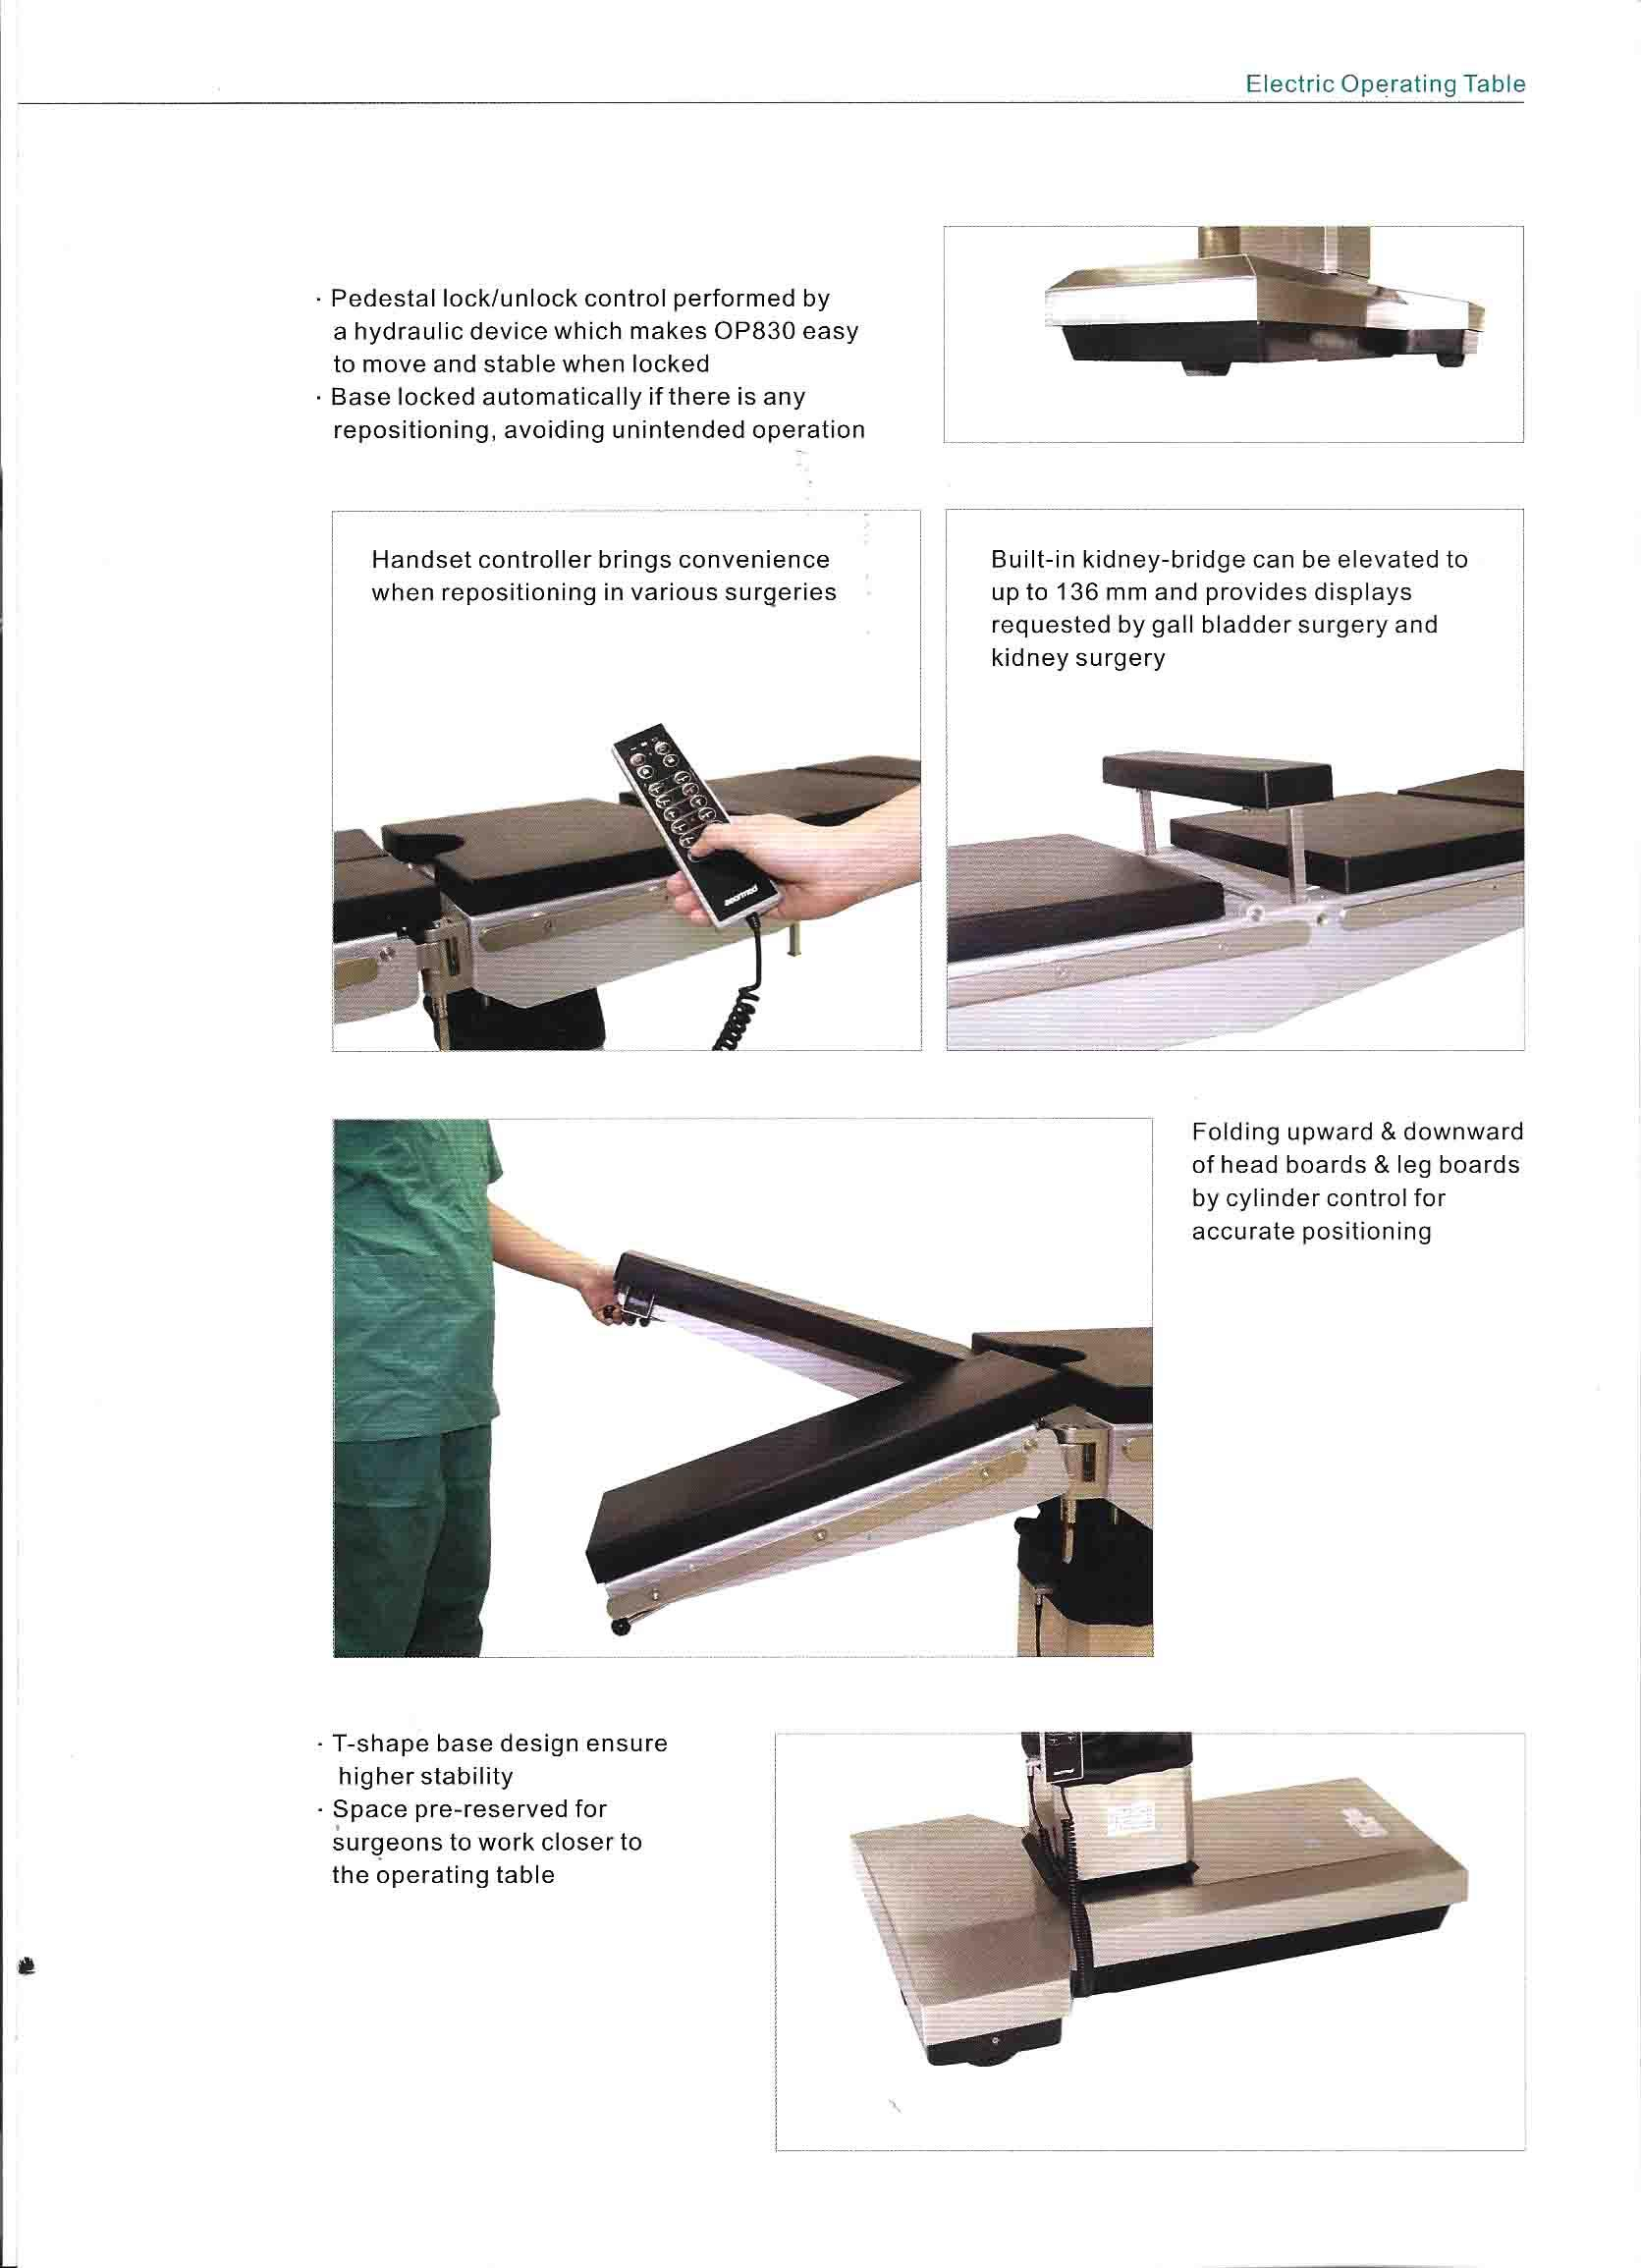 Electric Operating Table
· Pedestal lock/unlock control performed by
a hydraulic device which makes OP830 easy
to move and stable when locked
· Base locked automatically if there is any
repositioning, avoiding unintended operation
Handset controller brings convenience
when repositioning in various surgeries
Built-in kidney-bridge can be elevated to
up to 136 mm and provides displays
requested by gall bladder surgery and
kidney surgery
Folding upward & downward
of head boards & leg boards
by cylinder control for
accurate positioning
· T-shape base design ensure
higher stability
· Space pre-reserved for
surgeons to work closer to
the operating table